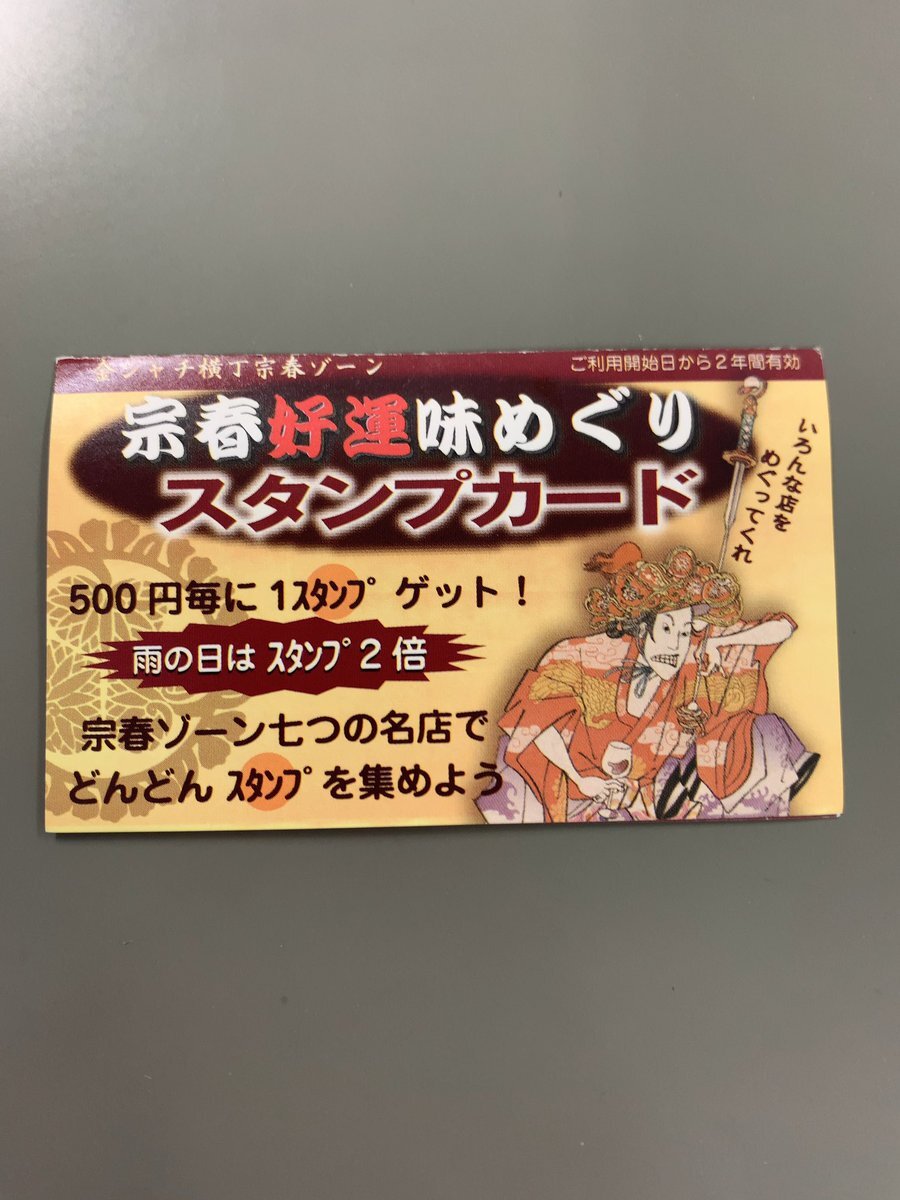 金シャチ横丁宗春ゾーン
ご利用開始日から2年間有効
宗春好運味めぐり
スタンプカード
いろんな店を
めぐってくれ
500円毎に 1ｽﾀﾝﾌﾟ ゲット！
雨の日は ｽﾀﾝﾌﾟ 2倍
宗春ゾーン七つの名店で
どんどん ｽﾀﾝﾌﾟ を集めよう